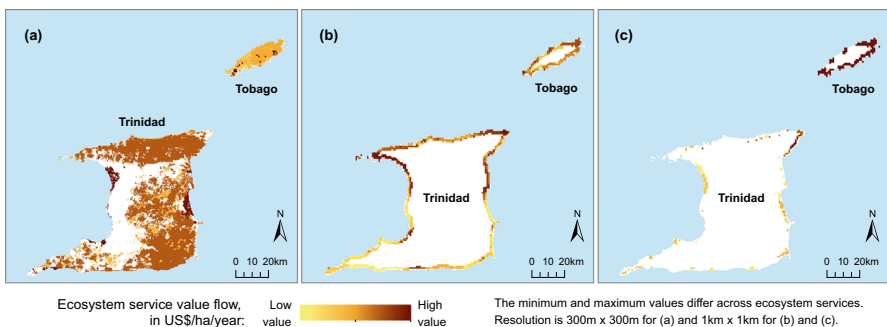 (a)
Tobago
Trinidad
N
0 10 20km
(b)
Tobago
Trinidad
N
0 10 20km
(c)
Tobago
Trinidad
N
0 10 20km
Ecosystem service value flow,
in US$/ha/year:
Low
value
High
value
The minimum and maximum values differ across ecosystem services.
Resolution is 300m x 300m for (a) and 1km x 1km for (b) and (c).